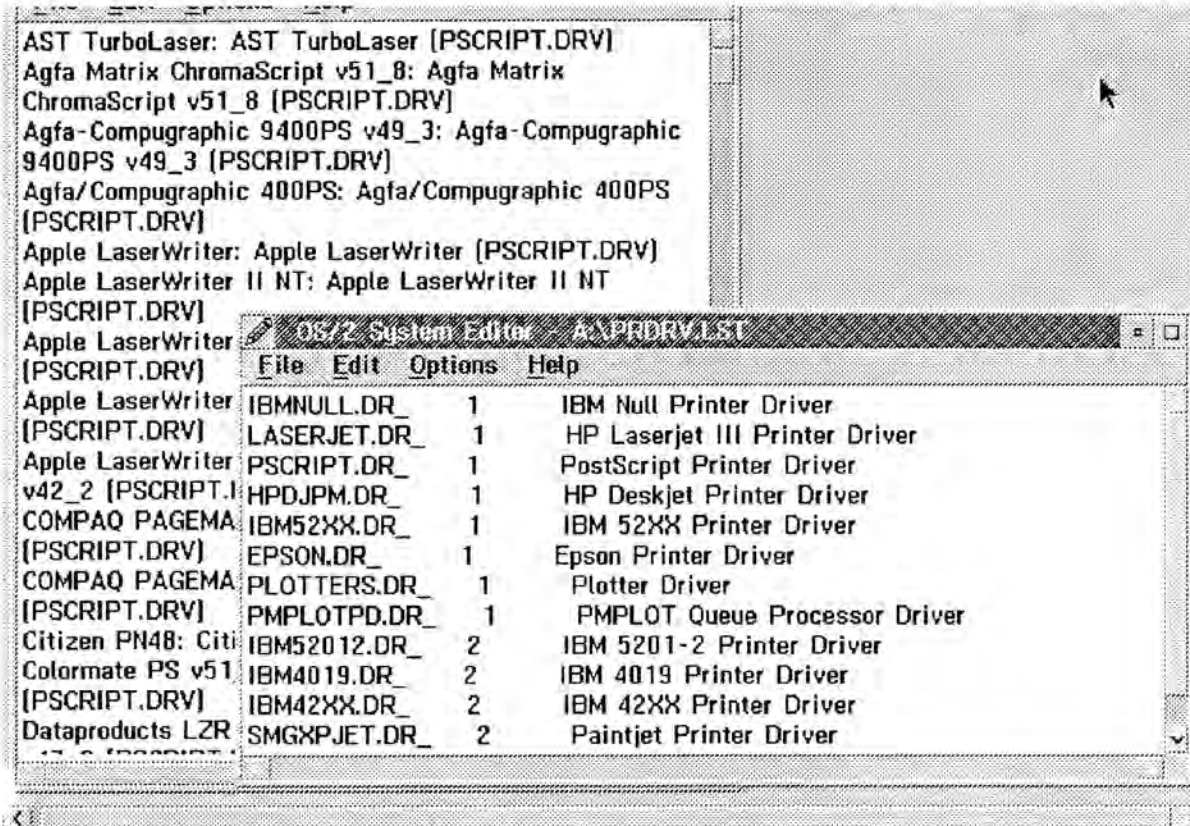 AST TurboLaser: AST TurboLaser (PSCRIPT.DRV)
Agfa Matrix ChromaScript v51_8: Agfa Matrix
ChromaScript v51_8 (PSCRIPT.DRV)
Agfa-Compugraphic 9400PS v49_3: Agfa-Compugraphic
9400PS v49_3 (PSCRIPT.DRV)
Agfa/Compugraphic 400PS: Agfa/Compugraphic 400PS
(PSCRIPT.DRV)
Apple LaserWriter: Apple LaserWriter (PSCRIPT.DRV)
Apple LaserWriter II NT: Apple LaserWriter II NT
(PSCRIPT.DRV)
Apple LaserWriter
(PSCRIPT.DRV)
Apple LaserWriter
(PSCRIPT.DRV)
Apple LaserWriter
v42_2 (PSCRIPT.
COMPAQ PAGEMA
(PSCRIPT.DRV)
COMPAQ PAGEMA
(PSCRIPT.DRV)
Citizen PN48: Citi
Colormate PS v51
(PSCRIPT.DRV)
Dataproducts LZR
OS/2 System Editor - A:\PRDRV.LST
File Edit Options Help
IBMNULL.DR_ 1 IBM Null Printer Driver
LASERJET.DR_ 1 HP Laserjet III Printer Driver
PSCRIPT.DR_ 1 PostScript Printer Driver
HPDJPM.DR_ 1 HP Deskjet Printer Driver
IBM52XX.DR_ 1 IBM 52XX Printer Driver
EPSON.DR_ 1 Epson Printer Driver
PLOTTERS.DR_ 1 Plotter Driver
PMPLOTPD.DR_ 1 PMPLOT Queue Processor Driver
IBM52012.DR_ 2 IBM 5201-2 Printer Driver
IBM4019.DR_ 2 IBM 4019 Printer Driver
IBM42XX.DR_ 2 IBM 42XX Printer Driver
SMGXPJET.DR_ 2 Paintjet Printer Driver